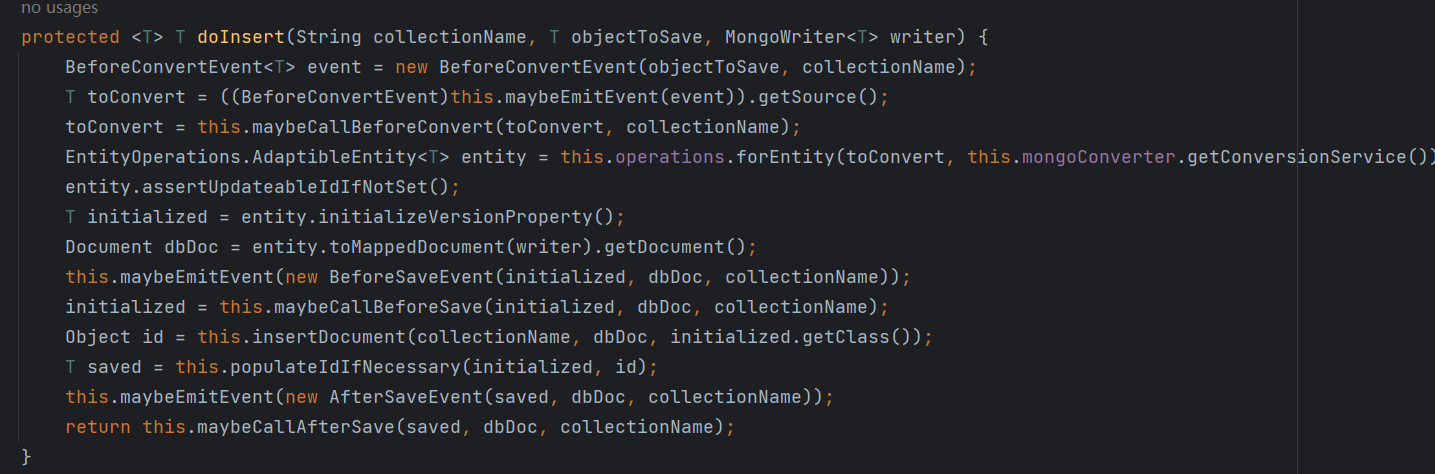 no usages
protected <T> T doInsert(String collectionName, T objectToSave, MongoWriter<T> writer) {
BeforeConvertEvent<T> event = new BeforeConvertEvent(objectToSave, collectionName);
T toConvert = ((BeforeConvertEvent)this.maybeEmitEvent(event)).getSource();
toConvert = this.maybeCallBeforeConvert(toConvert, collectionName);
EntityOperations.AdaptibleEntity<T> entity = this.operations.forEntity(toConvert, this.mongoConverter.getConversionService())
entity.assertUpdateableIdIfNotSet();
T initialized = entity.initializeVersionProperty();
Document dbDoc = entity.toMappedDocument(writer).getDocument();
this.maybeEmitEvent(new BeforeSaveEvent(initialized, dbDoc, collectionName));
initialized = this.maybeCallBeforeSave(initialized, dbDoc, collectionName);
Object id = this.insertDocument(collectionName, dbDoc, initialized.getClass());
T saved = this.populateIdIfNecessary(initialized, id);
this.maybeEmitEvent(new AfterSaveEvent(saved, dbDoc, collectionName));
return this.maybeCallAfterSave(saved, dbDoc, collectionName);
}